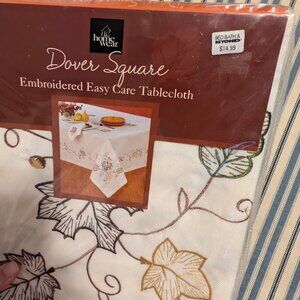 home
wear
BED BATH &
BEYOND
$14.99
Dover Square
Embroidered Easy Care Tablecloth